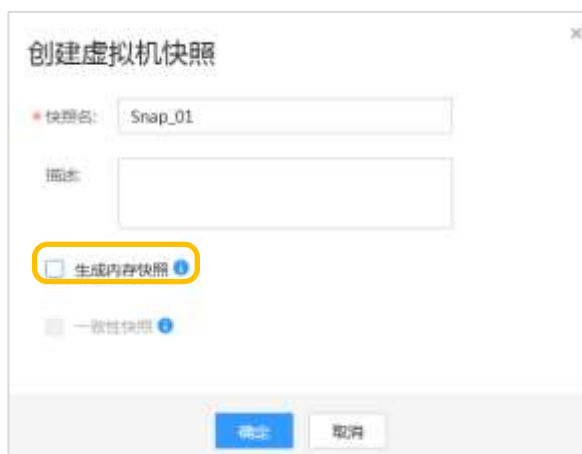 创建虚拟机快照
* 快照名: Snap_01
描述:
生成内存快照
一致性快照
确定 取消